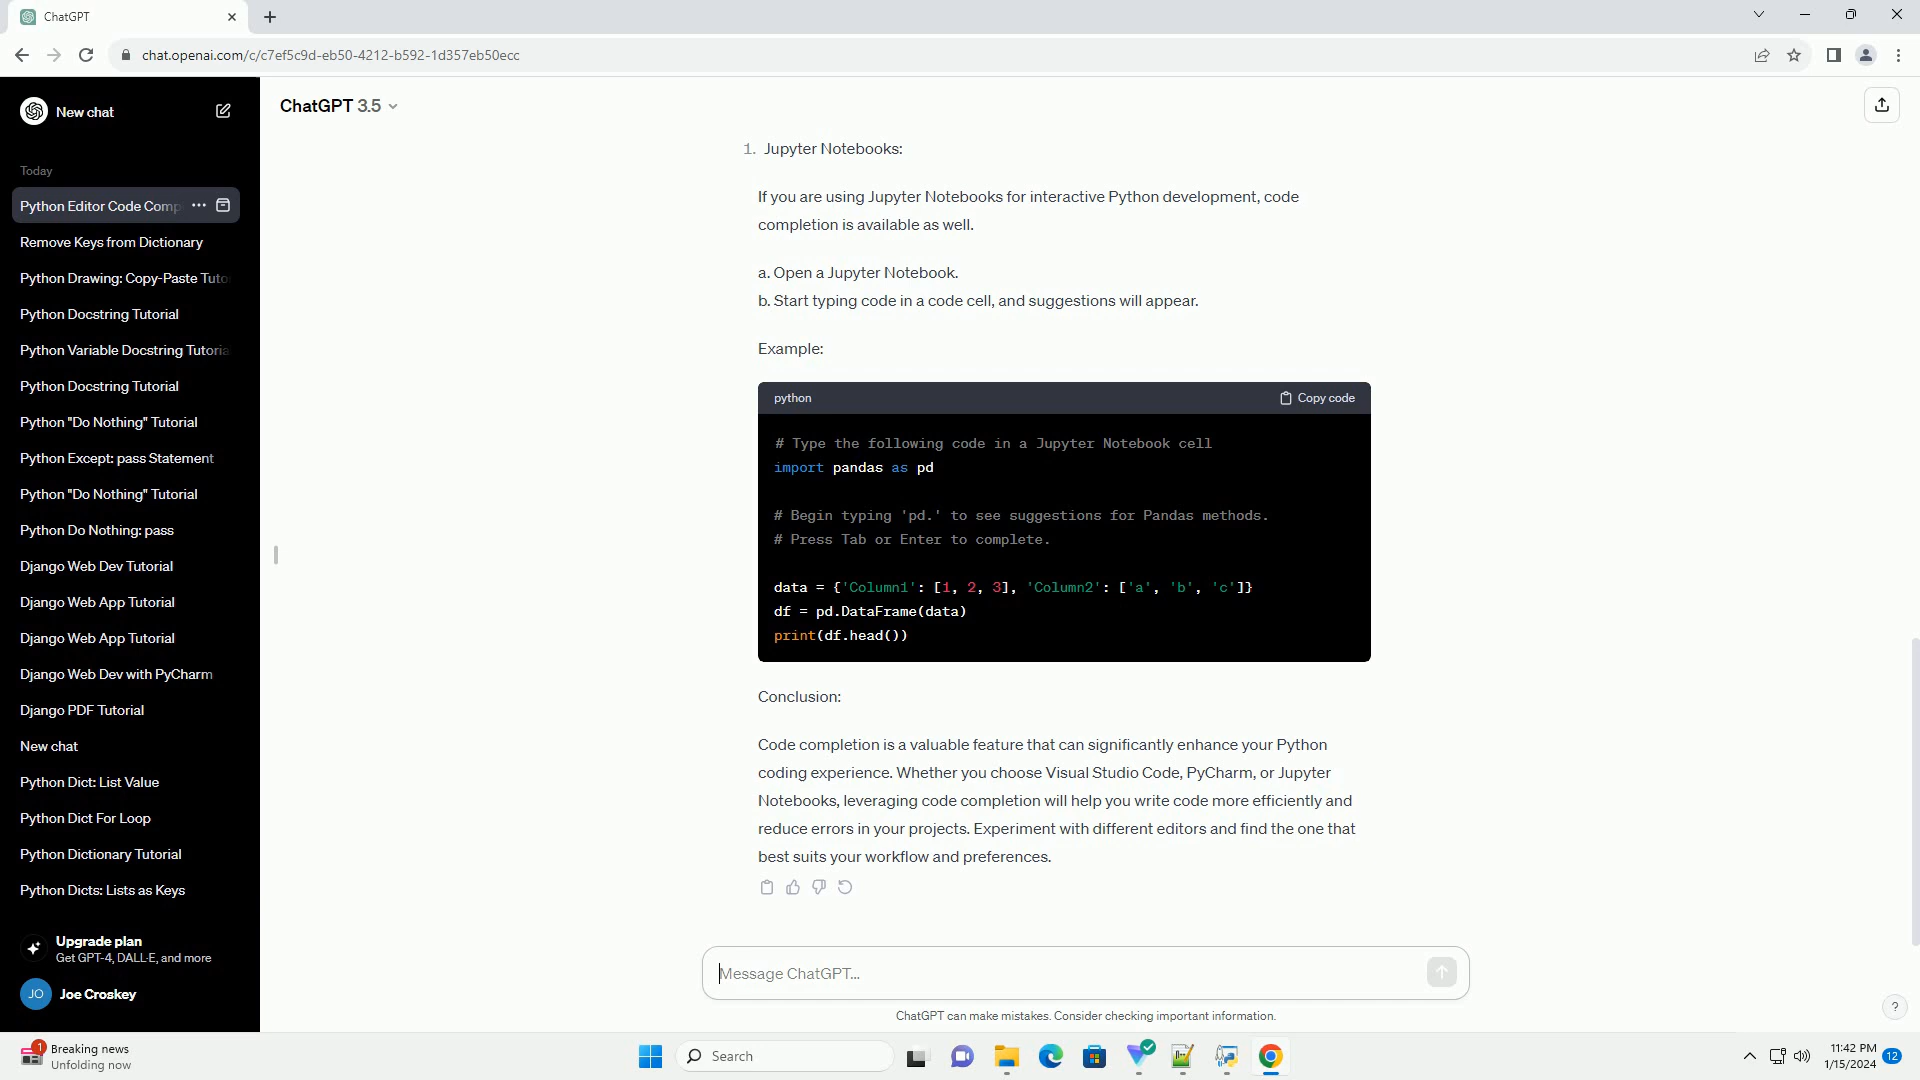 ChatGPT
chat.openai.com/c/c7ef5c9d-eb50-4212-b592-1d357eb50ecc
New chat
ChatGPT 3.5
Today
Python Editor Code Comp
Remove Keys from Dictionary
Python Drawing: Copy-Paste Tuto
Python Docstring Tutorial
Python Variable Docstring Tutoria
Python Docstring Tutorial
Python "Do Nothing" Tutorial
Python Except: pass Statement
Python "Do Nothing" Tutorial
Python Do Nothing: pass
Django Web Dev Tutorial
Django Web App Tutorial
Django Web App Tutorial
Django Web Dev with PyCharm
Django PDF Tutorial
New chat
Python Dict: List Value
Python Dict For Loop
Python Dictionary Tutorial
Python Dicts: Lists as Keys
Upgrade plan
Get GPT-4, DALL·E, and more
JO Joe Croskey
1. Jupyter Notebooks:
If you are using Jupyter Notebooks for interactive Python development, code
completion is available as well.
a. Open a Jupyter Notebook.
b. Start typing code in a code cell, and suggestions will appear.
Example:
python Copy code
# Type the following code in a Jupyter Notebook cell
import pandas as pd
# Begin typing 'pd.' to see suggestions for Pandas methods.
# Press Tab or Enter to complete.
data = {'Column1': [1, 2, 3], 'Column2': ['a', 'b', 'c']}
df = pd.DataFrame(data)
print(df.head())
Conclusion:
Code completion is a valuable feature that can significantly enhance your Python
coding experience. Whether you choose Visual Studio Code, PyCharm, or Jupyter
Notebooks, leveraging code completion will help you write code more efficiently and
reduce errors in your projects. Experiment with different editors and find the one that
best suits your workflow and preferences.
Message ChatGPT...
ChatGPT can make mistakes. Consider checking important information.
?
1 Breaking news
Unfolding now
Search
11:42 PM
1/15/2024
12